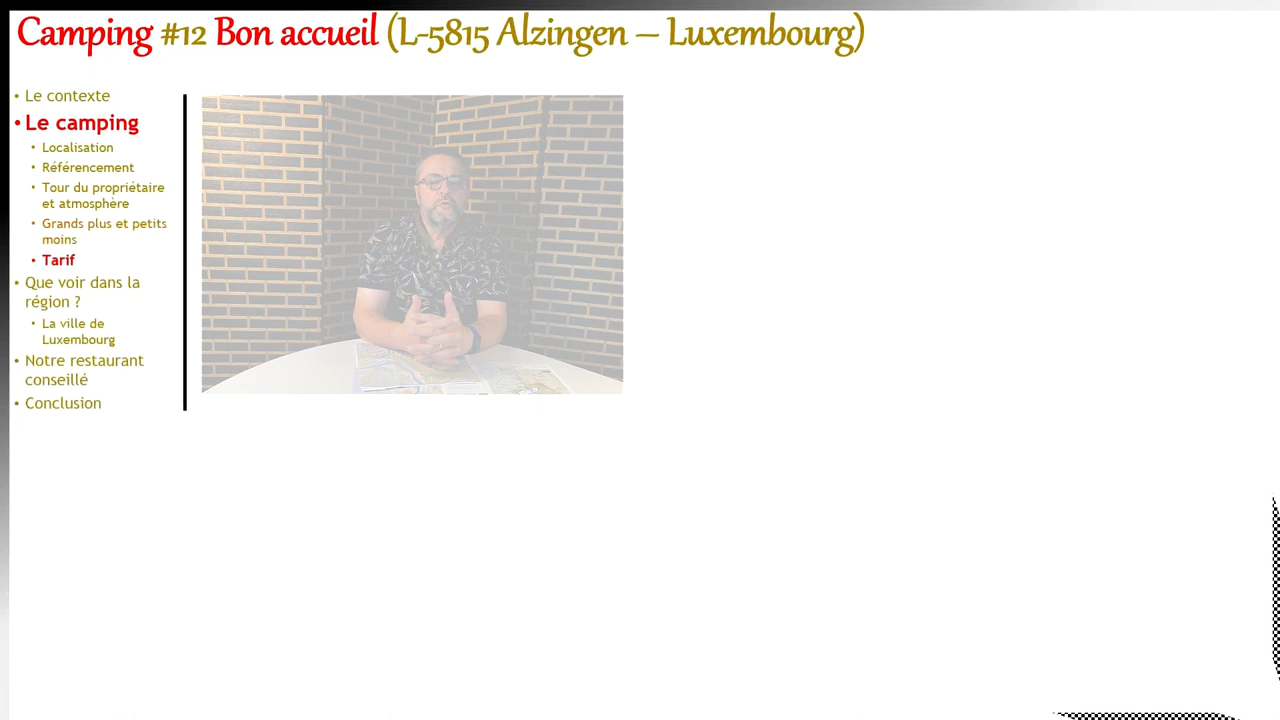 Camping #12 Bon accueil (L-5815 Alzingen – Luxembourg)
• Le contexte
• Le camping
• Localisation
• Référencement
• Tour du propriétaire
et atmosphère
• Grands plus et petits
moins
• Tarif
• Que voir dans la
région ?
• La ville de
Luxembourg
• Notre restaurant
conseillé
• Conclusion